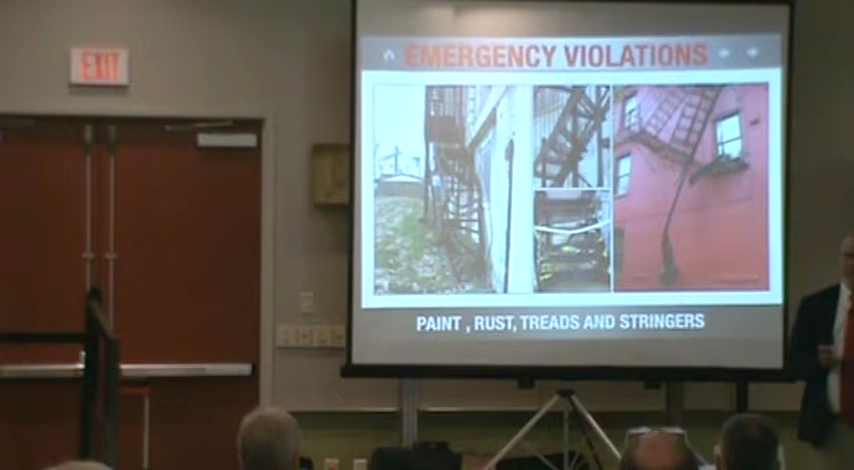 EXIT
EMERGENCY VIOLATIONS
PAINT , RUST, TREADS AND STRINGERS